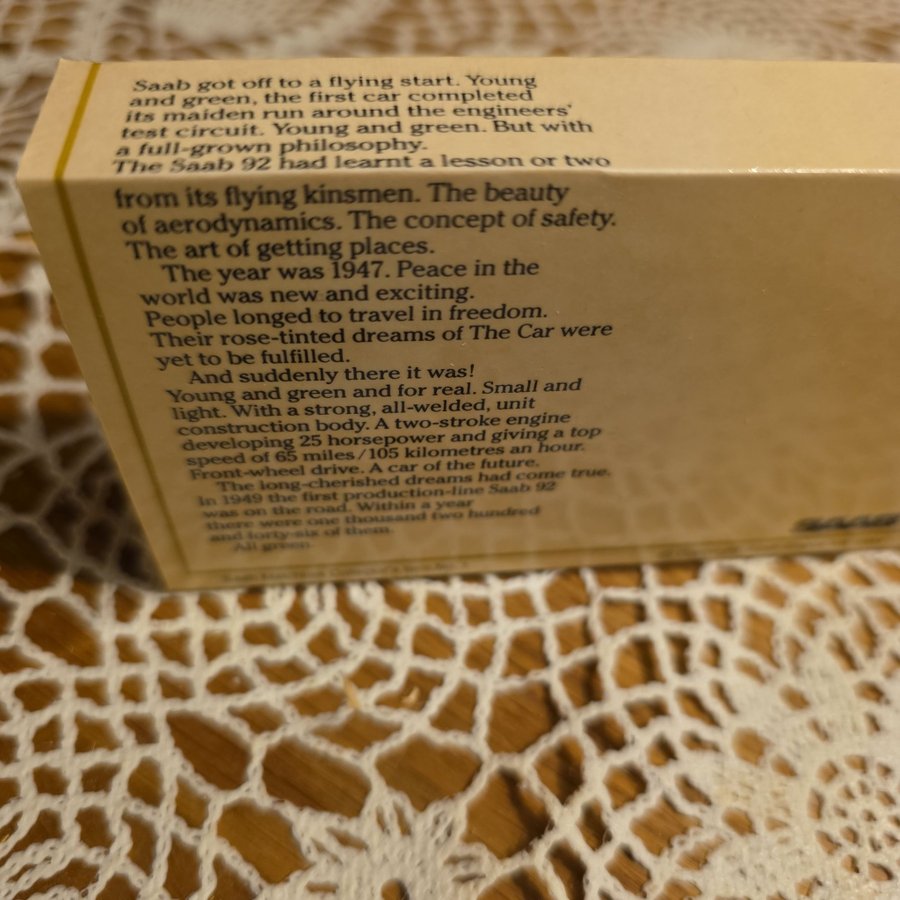 Saab got off to a flying start. Young
and green, the first car completed
its maiden run around the engineers'
test circuit. Young and green. But with
a full-grown philosophy.
The Saab 92 had learnt a lesson or two
from its flying kinsmen. The beauty
of aerodynamics. The concept of safety.
The art of getting places.
The year was 1947. Peace in the
world was new and exciting.
People longed to travel in freedom.
Their rose-tinted dreams of The Car were
yet to be fulfilled.
And suddenly there it was!
Young and green and for real. Small and
light. With a strong, all-welded, unit
construction body. A two-stroke engine
developing 25 horsepower and giving a top
speed of 65 miles/105 kilometres an hour.
Front-wheel drive. A car of the future.
The long-cherished dreams had come true.
In 1949 the first production-line Saab 92
was on the road. Within a year
there were one thousand two hundred
and forty-six of them.
All green.